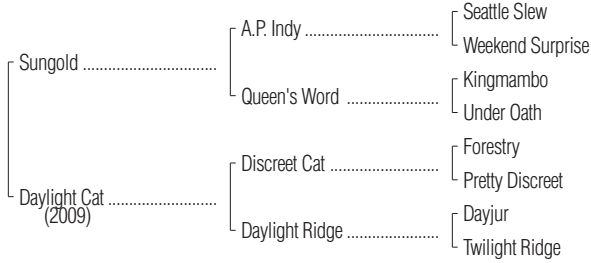 Seattle Slew
A.P. Indy ..............................
Weekend Surprise
Sungold ..............................
Kingmambo
Queen's Word .....................
Under Oath
Forestry
Discreet Cat ........................
Pretty Discreet
Daylight Cat ........................
(2009)
Dayjur
Daylight Ridge ....................
Twilight Ridge